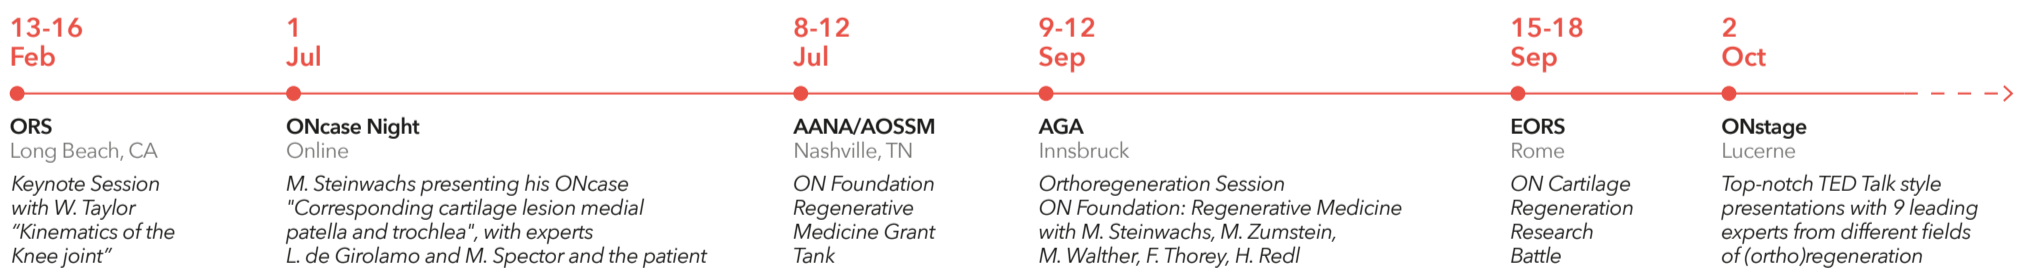 13-16
Feb
ORS
Long Beach, CA
Keynote Session
with W. Taylor
"Kinematics of the
Knee joint"
1
Jul
ONcase Night
Online
M. Steinwachs presenting his ONcase
"Corresponding cartilage lesion medial
patella and trochlea", with experts
L. de Girolamo and M. Spector and the patient
8-12
Jul
AANA/AOSSM
Nashville, TN
ON Foundation
Regenerative
Medicine Grant
Tank
9-12
Sep
AGA
Innsbruck
Orthoregeneration Session
ON Foundation: Regenerative Medicine
with M. Steinwachs, M. Zumstein,
M. Walther, F. Thorey, H. Redl
15-18
Sep
EORS
Rome
ON Cartilage
Regeneration
Research
Battle
2
Oct
ONstage
Lucerne
Top-notch TED Talk style
presentations with 9 leading
experts from different fields
of (ortho)regeneration